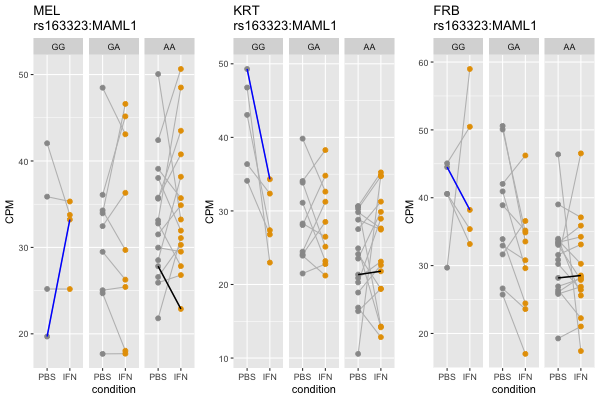 MEL
rs163323:MAML1
GG GA AA
CPM
50
40
30
20
PBS IFN PBS IFN PBS IFN
condition
KRT
rs163323:MAML1
GG GA AA
CPM
50
40
30
20
10
PBS IFN PBS IFN PBS IFN
condition
FRB
rs163323:MAML1
GG GA AA
CPM
60
50
40
30
20
PBS IFN PBS IFN PBS IFN
condition